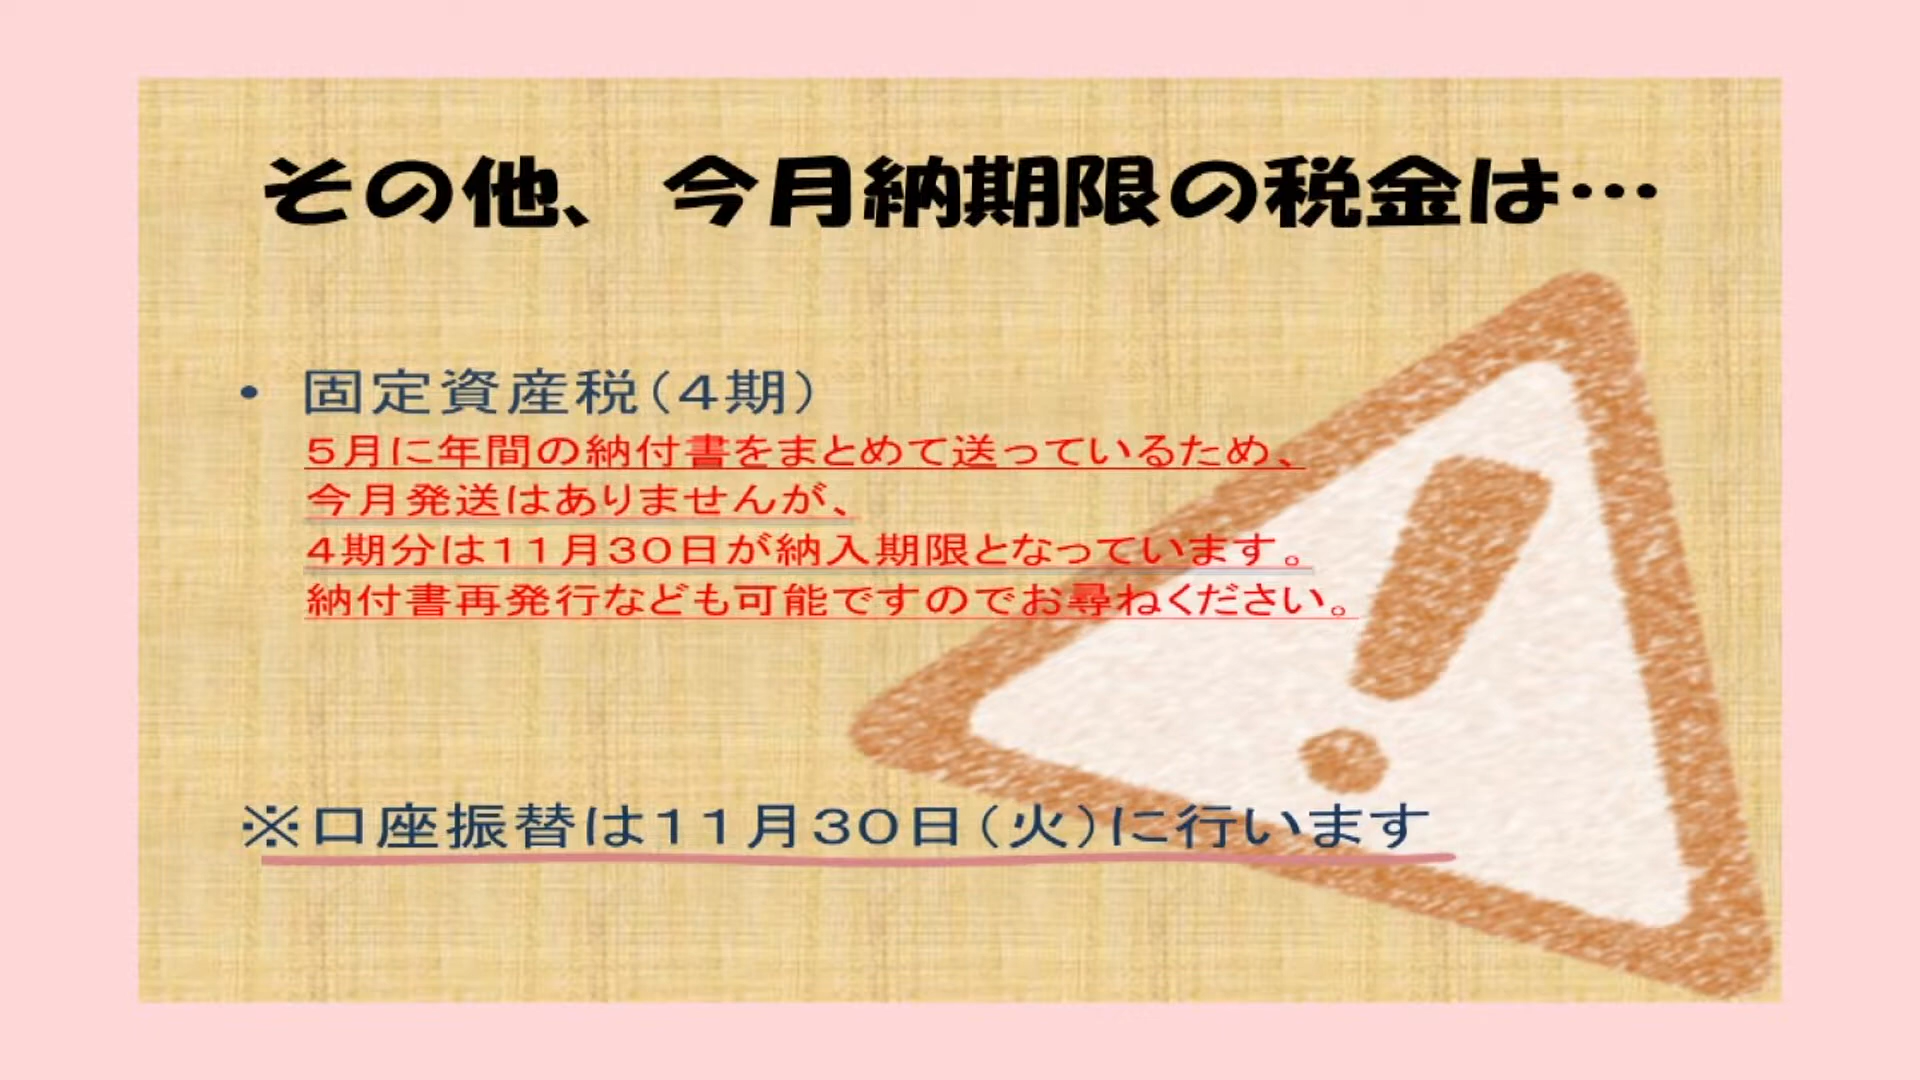 その他、今月納期限の税金は…
• 固定資産税（４期）
５月に年間の納付書をまとめて送っているため、
今月発送はありませんが、
４期分は１１月３０日が納入期限となっています。
納付書再発行なども可能ですのでお尋ねください。
※口座振替は１１月３０日（火）に行います